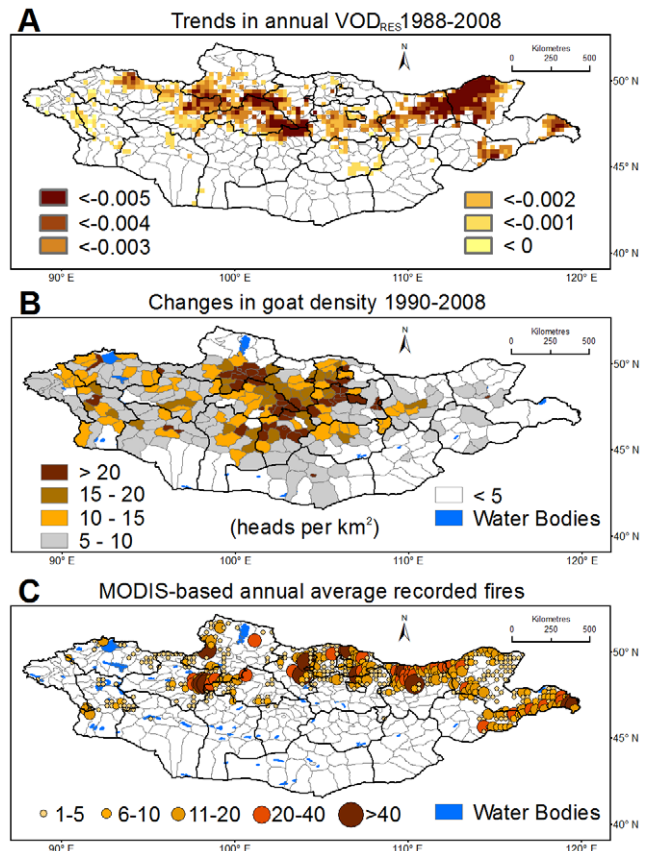 A Trends in annual VODRES1988-2008
N
Kilometres
0 250 500
50° N
45° N
40° N
<-0.005 <-0.002
<-0.004 <-0.001
<-0.003 < 0
90° E 100° E 110° E 120° E
B Changes in goat density 1990-2008
N
Kilometres
0 250 500
50° N
45° N
40° N
> 20
15 - 20 < 5
10 - 15 Water Bodies
5 - 10 (heads per km²)
90° E 100° E 110° E 120° E
C MODIS-based annual average recorded fires
N
Kilometres
0 250 500
50° N
45° N
40° N
1-5 6-10 11-20 20-40 >40 Water Bodies
90° E 100° E 110° E 120° E